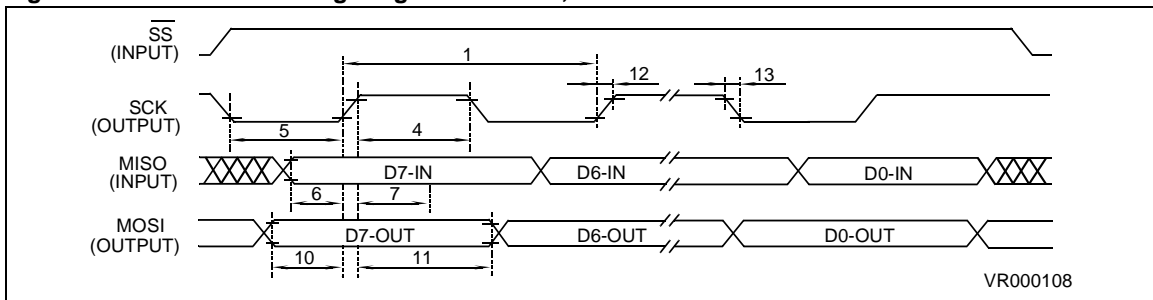 SS
(INPUT)
1
12
13
SCK
(OUTPUT)
5
4
MISO
(INPUT)
D7-IN
D6-IN
D0-IN
6
7
MOSI
(OUTPUT)
D7-OUT
D6-OUT
D0-OUT
10
11
VR000108